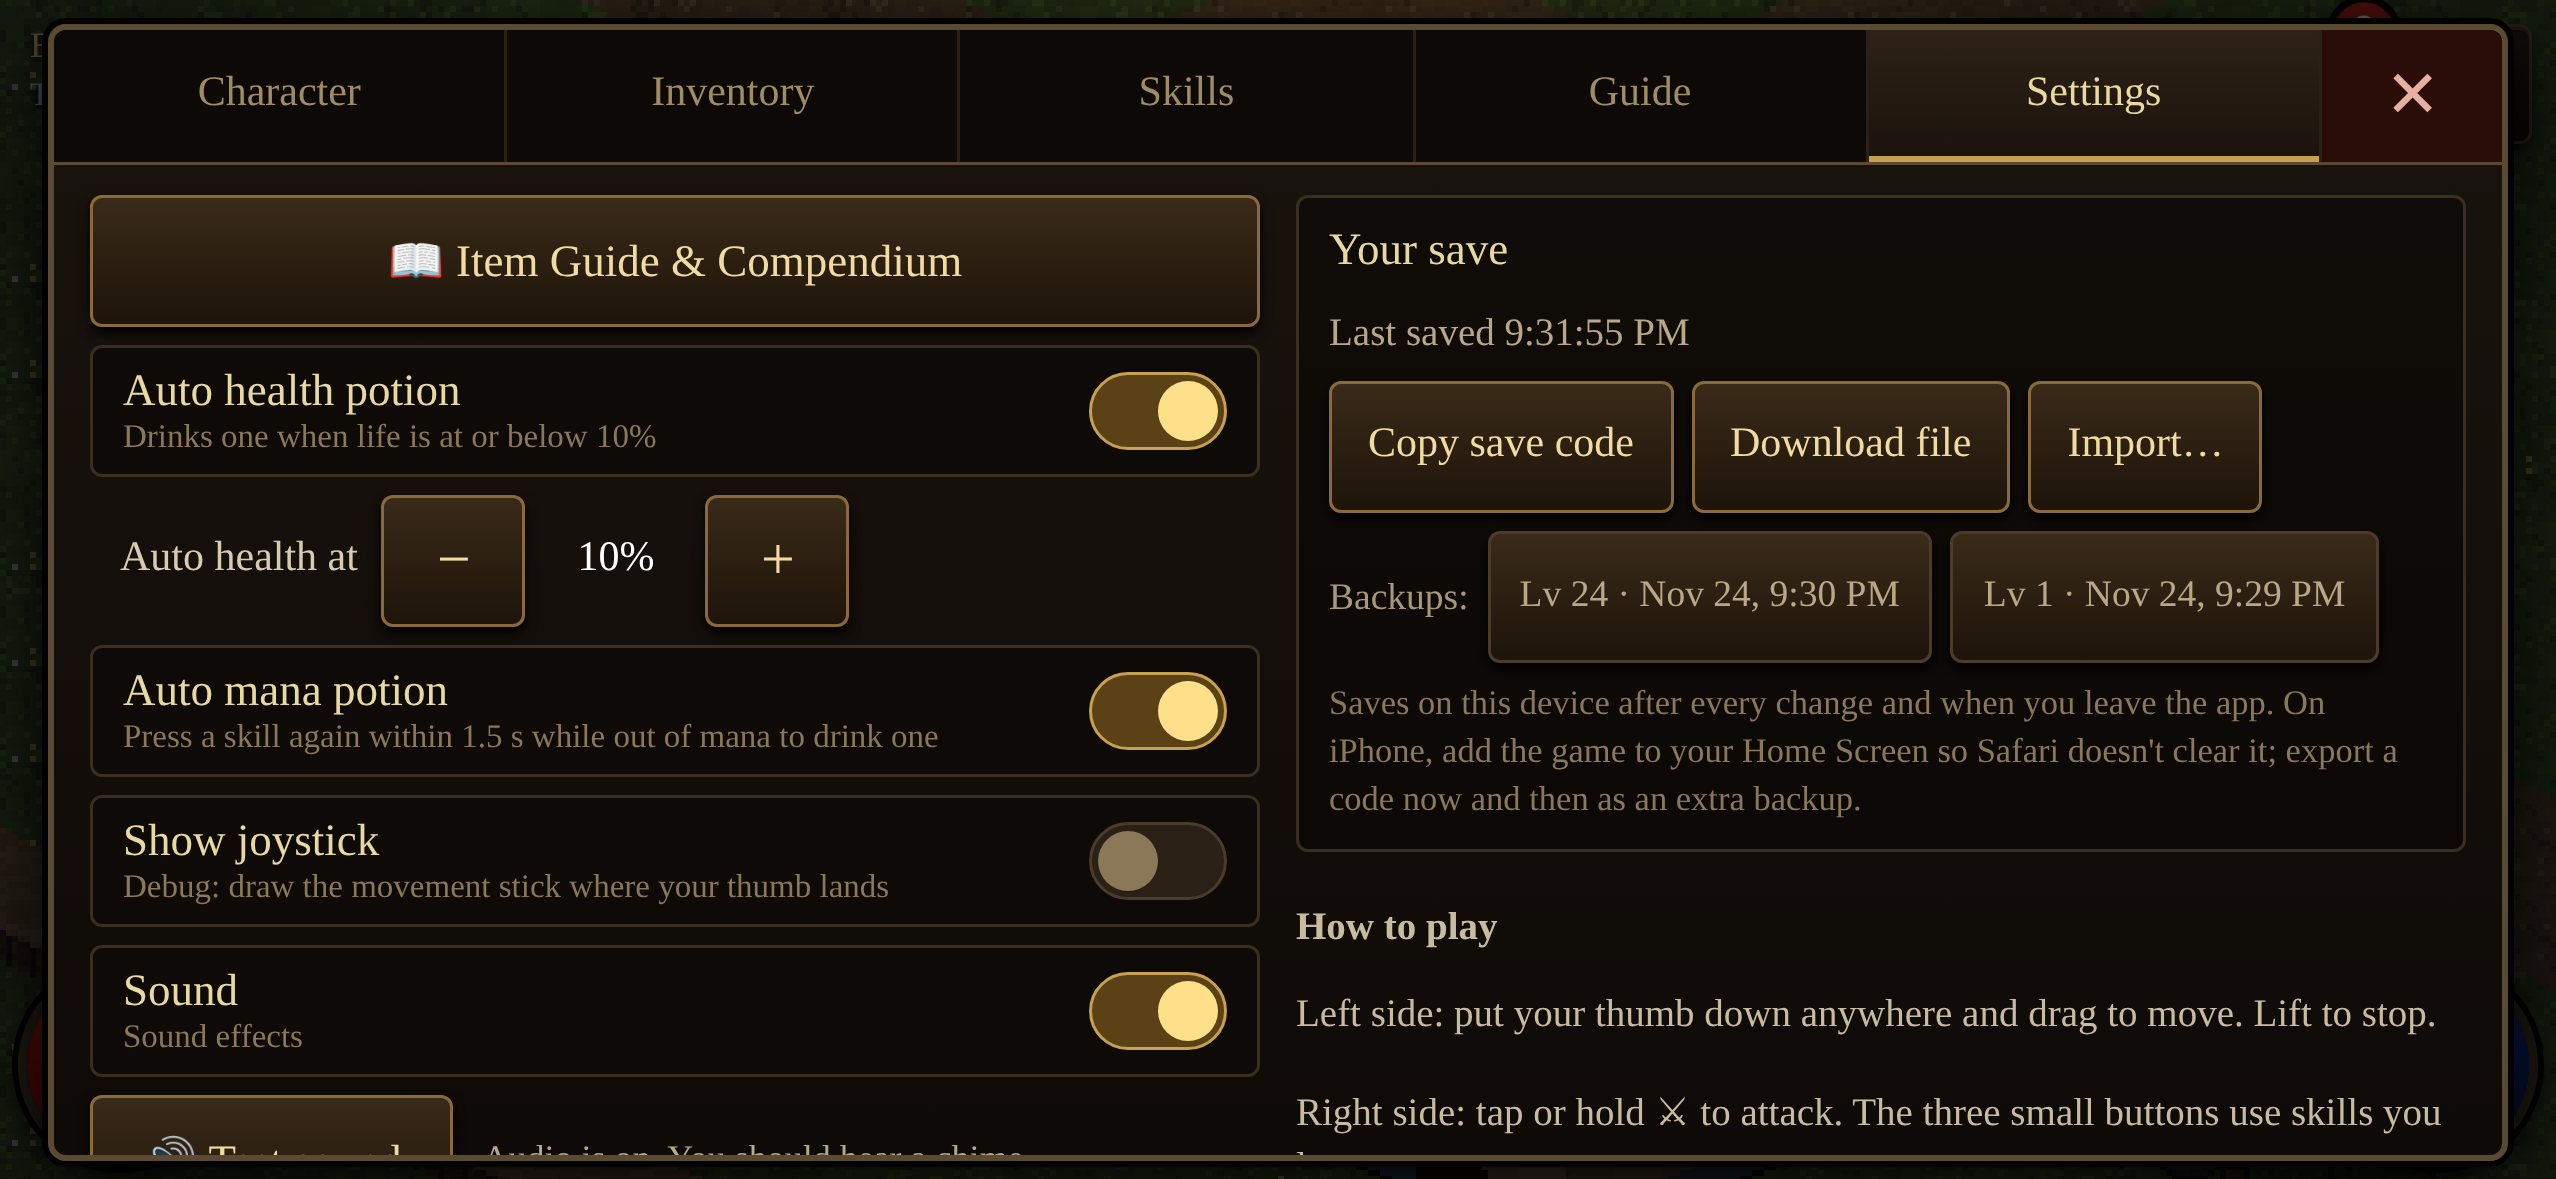 Character
Inventory
Skills
Guide
Settings
📖 Item Guide & Compendium
Auto health potion
Drinks one when life is at or below 10%
Auto health at
−
10%
+
Auto mana potion
Press a skill again within 1.5 s while out of mana to drink one
Show joystick
Debug: draw the movement stick where your thumb lands
Sound
Sound effects
Your save
Last saved 9:31:55 PM
Copy save code
Download file
Import…
Backups:
Lv 24 · Nov 24, 9:30 PM
Lv 1 · Nov 24, 9:29 PM
Saves on this device after every change and when you leave the app. On
iPhone, add the game to your Home Screen so Safari doesn't clear it; export a
code now and then as an extra backup.
How to play
Left side: put your thumb down anywhere and drag to move. Lift to stop.
Right side: tap or hold ⚔ to attack. The three small buttons use skills you